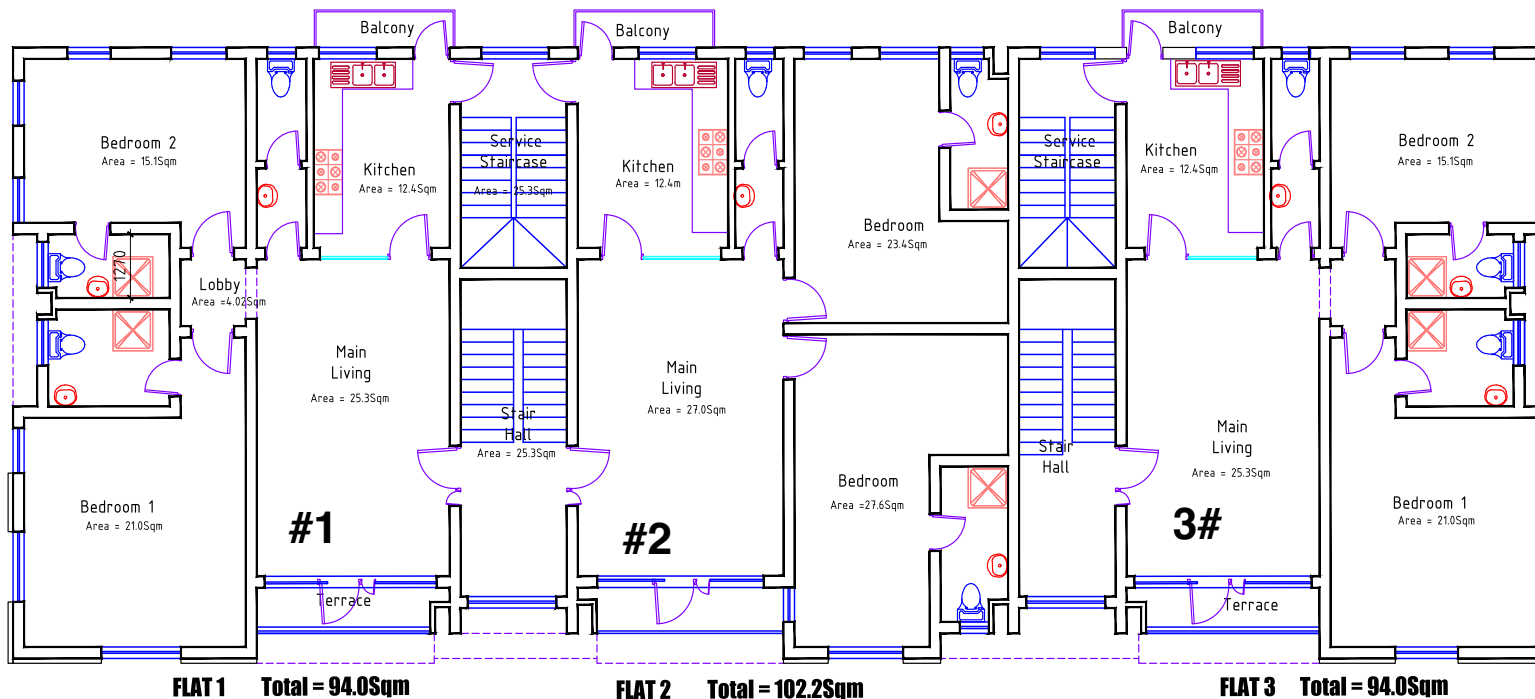 Balcony
Balcony
Balcony
Bedroom 2
Area = 15.1Sqm
Kitchen
Area = 12.4Sqm
Service
Staircase
Area = 25.3Sqm
Kitchen
Area = 12.4m
Bedroom
Area = 23.4Sqm
Service
Staircase
Kitchen
Area = 12.4Sqm
Bedroom 2
Area = 15.1Sqm
1270
Lobby
Area =4.02Sqm
Main
Living
Area = 25.3Sqm
Main
Living
Area = 27.0Sqm
Stair
Hall
Area = 25.3Sqm
Bedroom
Area =27.6Sqm
Stair
Hall
Main
Living
Area = 25.3Sqm
Bedroom 1
Area = 21.0Sqm
Bedroom 1
Area = 21.0Sqm
#1
#2
3#
Terrace
Terrace
FLAT 1 Total = 94.0Sqm
FLAT 2 Total = 102.2Sqm
FLAT 3 Total = 94.0Sqm